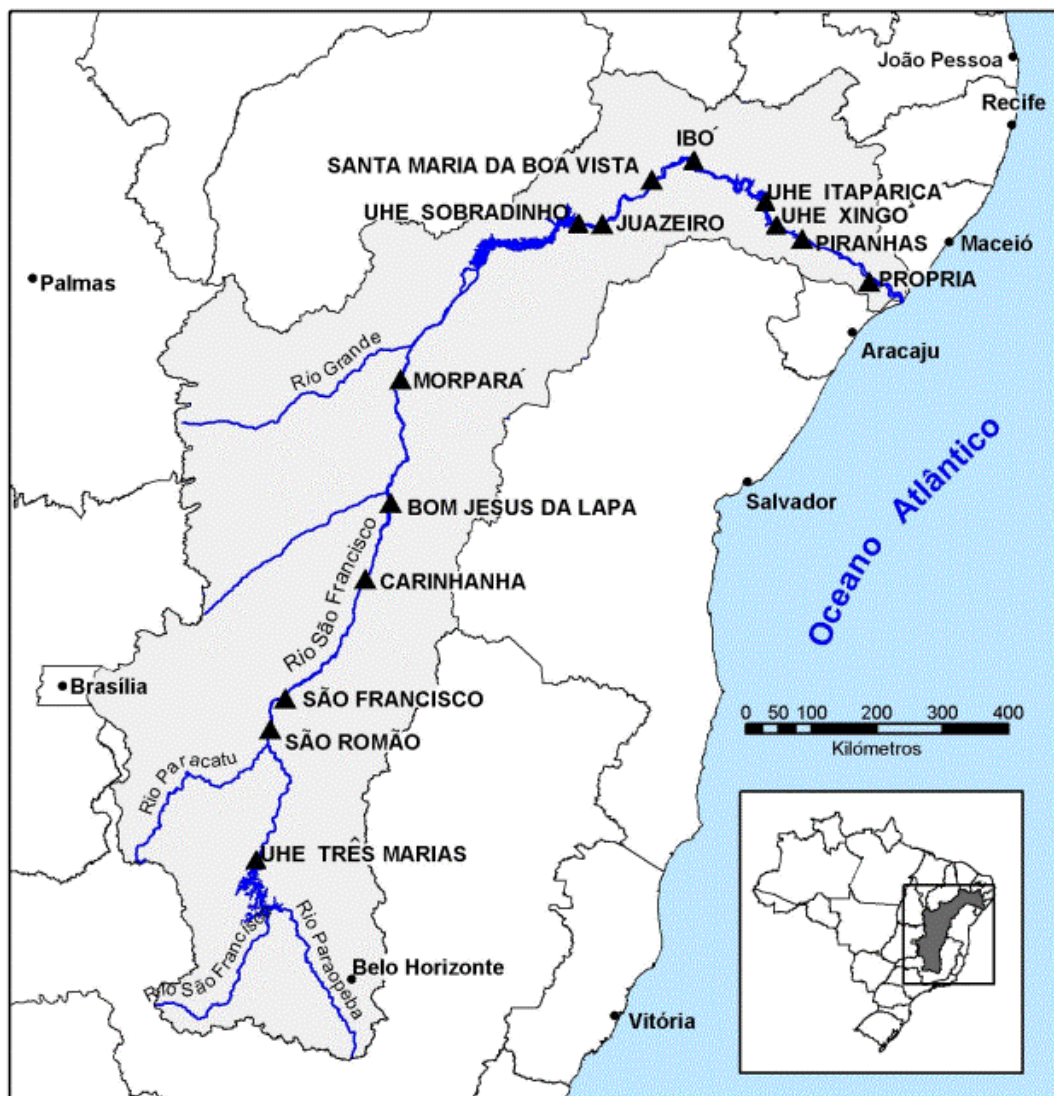 João Pessoa
Recife
IBÓ
SANTA MARIA DA BOA VISTA
UHE ITAPARICA
UHE SOBRADINHO
UHE XINGÓ
JUAZEIRO
PIRANHAS
Maceió
Palmas
PROPRIA
Aracaju
Rio Grande
MORPARÁ
Oceano Atlântico
Salvador
BOM JESUS DA LAPA
Rio São Francisco
CARINHANHA
Brasília
SÃO FRANCISCO
0 50 100 200 300 400
Kilómetros
SÃO ROMÃO
Rio Paracatu
UHE TRÊS MARIAS
Rio São Francisco
Rio Paraopeba
Belo Horizonte
Vitória